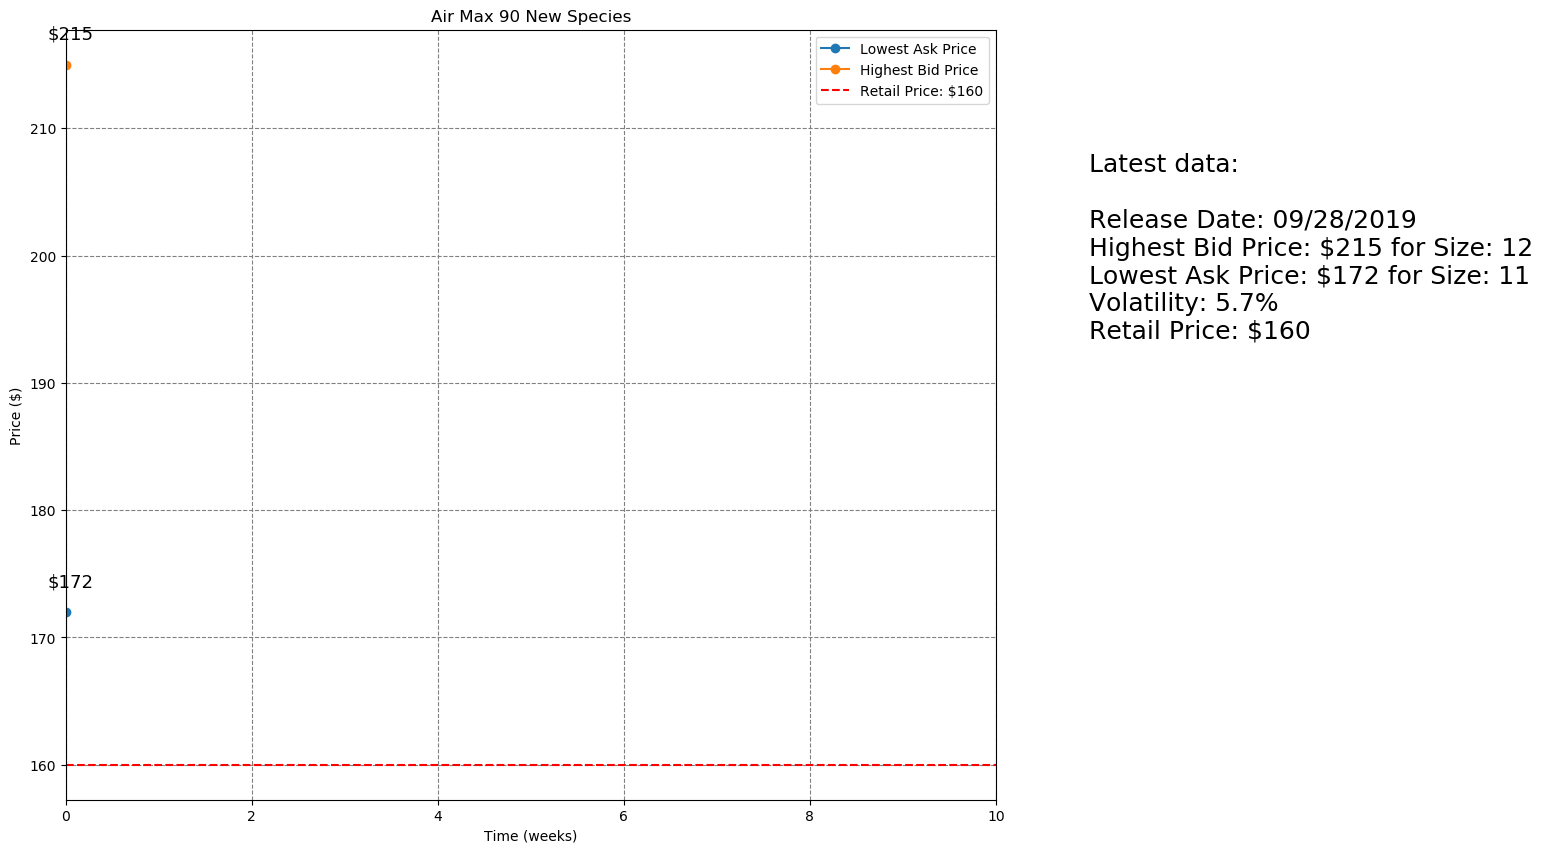 Air Max 90 New Species
$215
Lowest Ask Price
Highest Bid Price
Retail Price: $160
210
200
190
180
170
160
Price ($)
$172
0 2 4 6 8 10
Time (weeks)
Latest data:
Release Date: 09/28/2019
Highest Bid Price: $215 for Size: 12
Lowest Ask Price: $172 for Size: 11
Volatility: 5.7%
Retail Price: $160